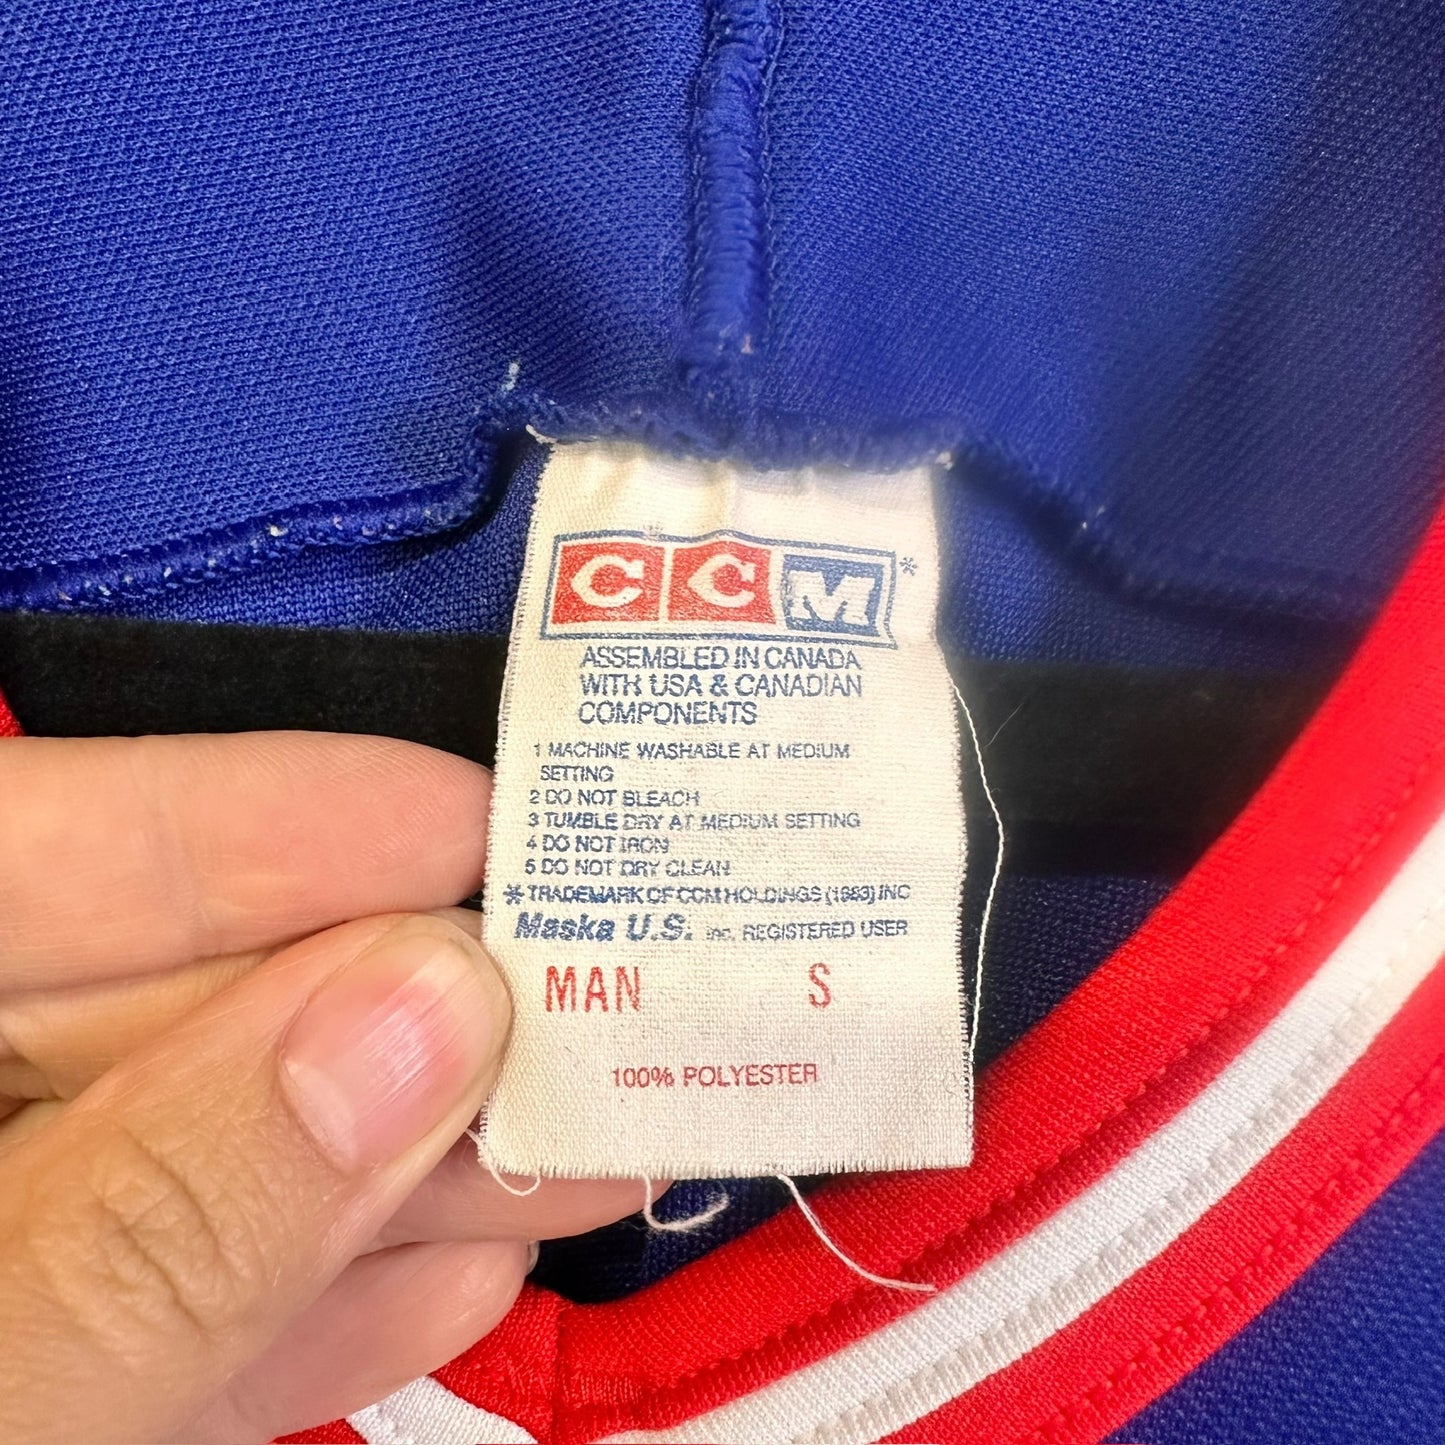 CCM*
ASSEMBLED IN CANADA
WITH USA & CANADIAN
COMPONENTS
1 MACHINE WASHABLE AT MEDIUM
SETTING
2 DO NOT BLEACH
3 TUMBLE DRY AT MEDIUM SETTING
4 DO NOT IRON
5 DO NOT DRY CLEAN
* TRADEMARK OF CCM HOLDINGS (1983) INC
Maska U.S. inc. REGISTERED USER
MAN S
100% POLYESTER